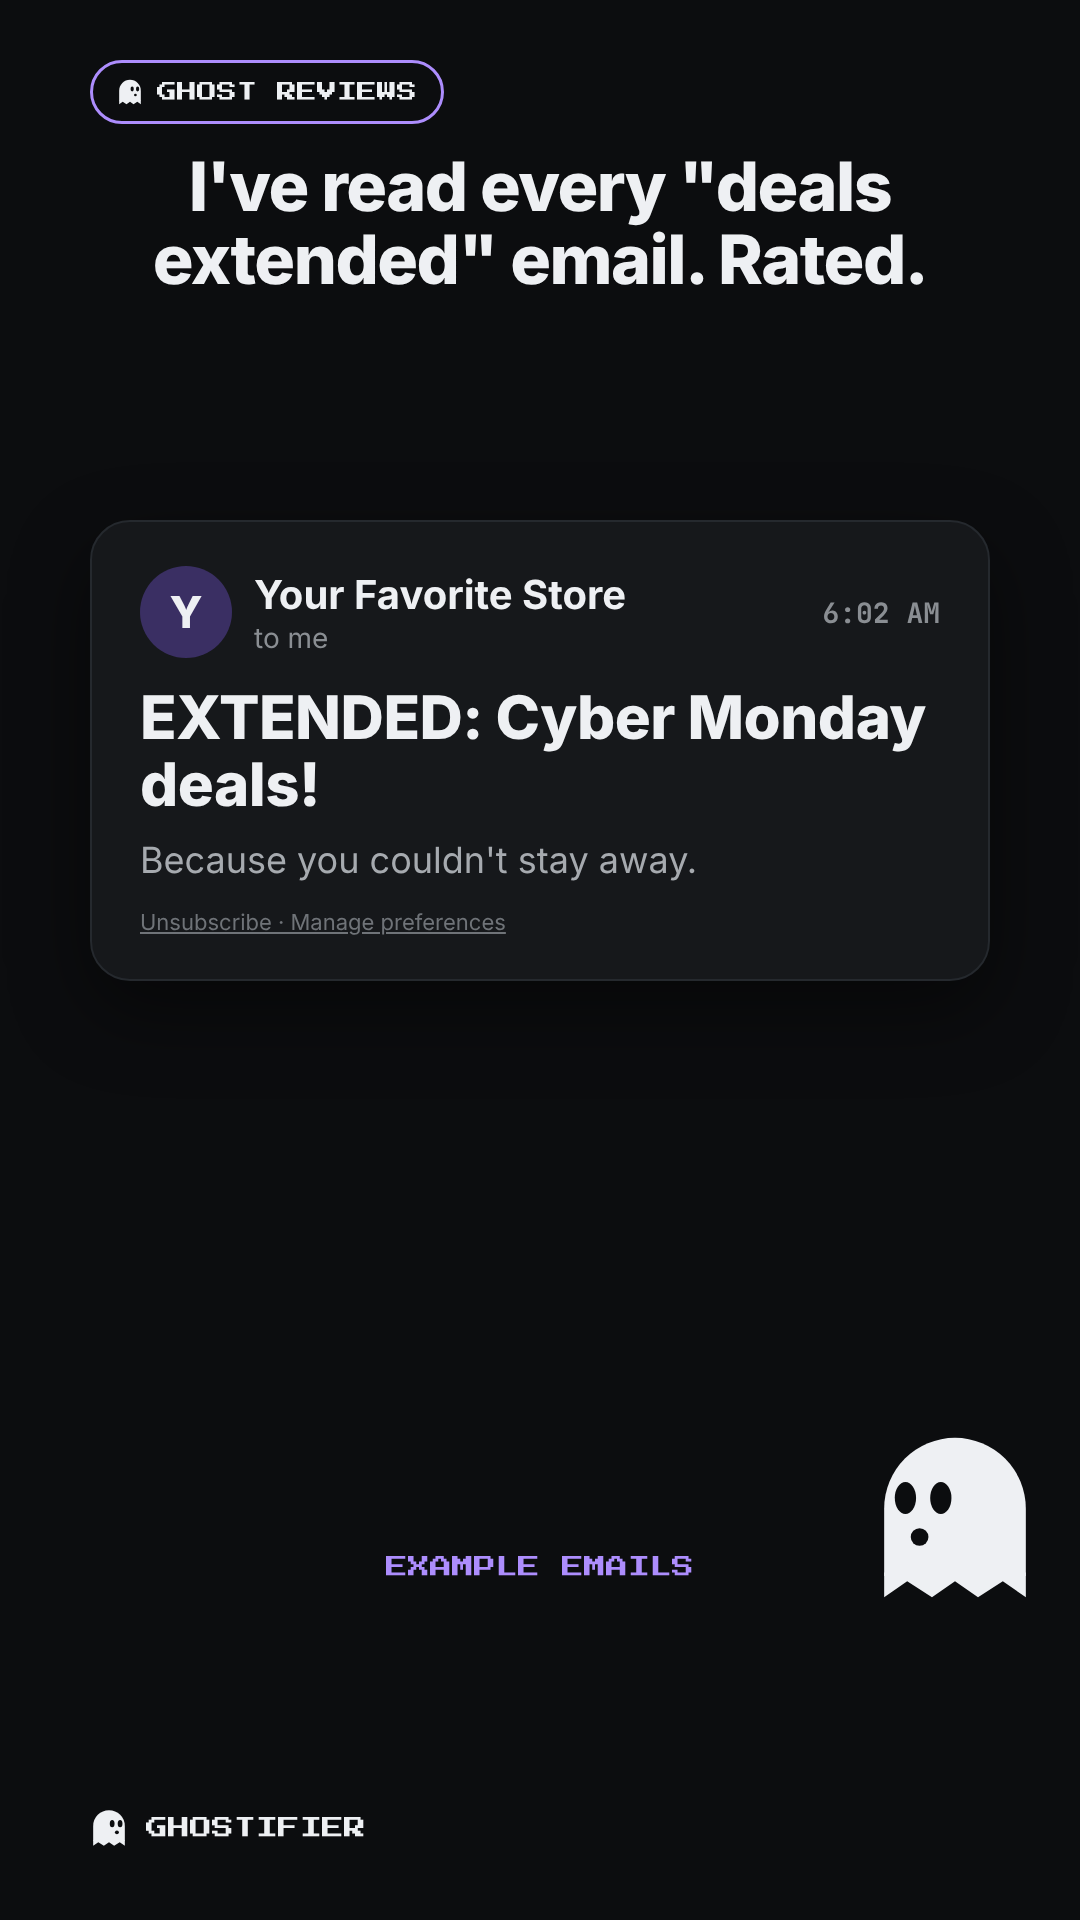 GHOST REVIEWS
I've read every "deals
extended" email. Rated.
Y
Your Favorite Store
to me
6:02 AM
EXTENDED: Cyber Monday
deals!
Because you couldn't stay away.
Unsubscribe · Manage preferences
EXAMPLE EMAILS
GHOSTIFIER